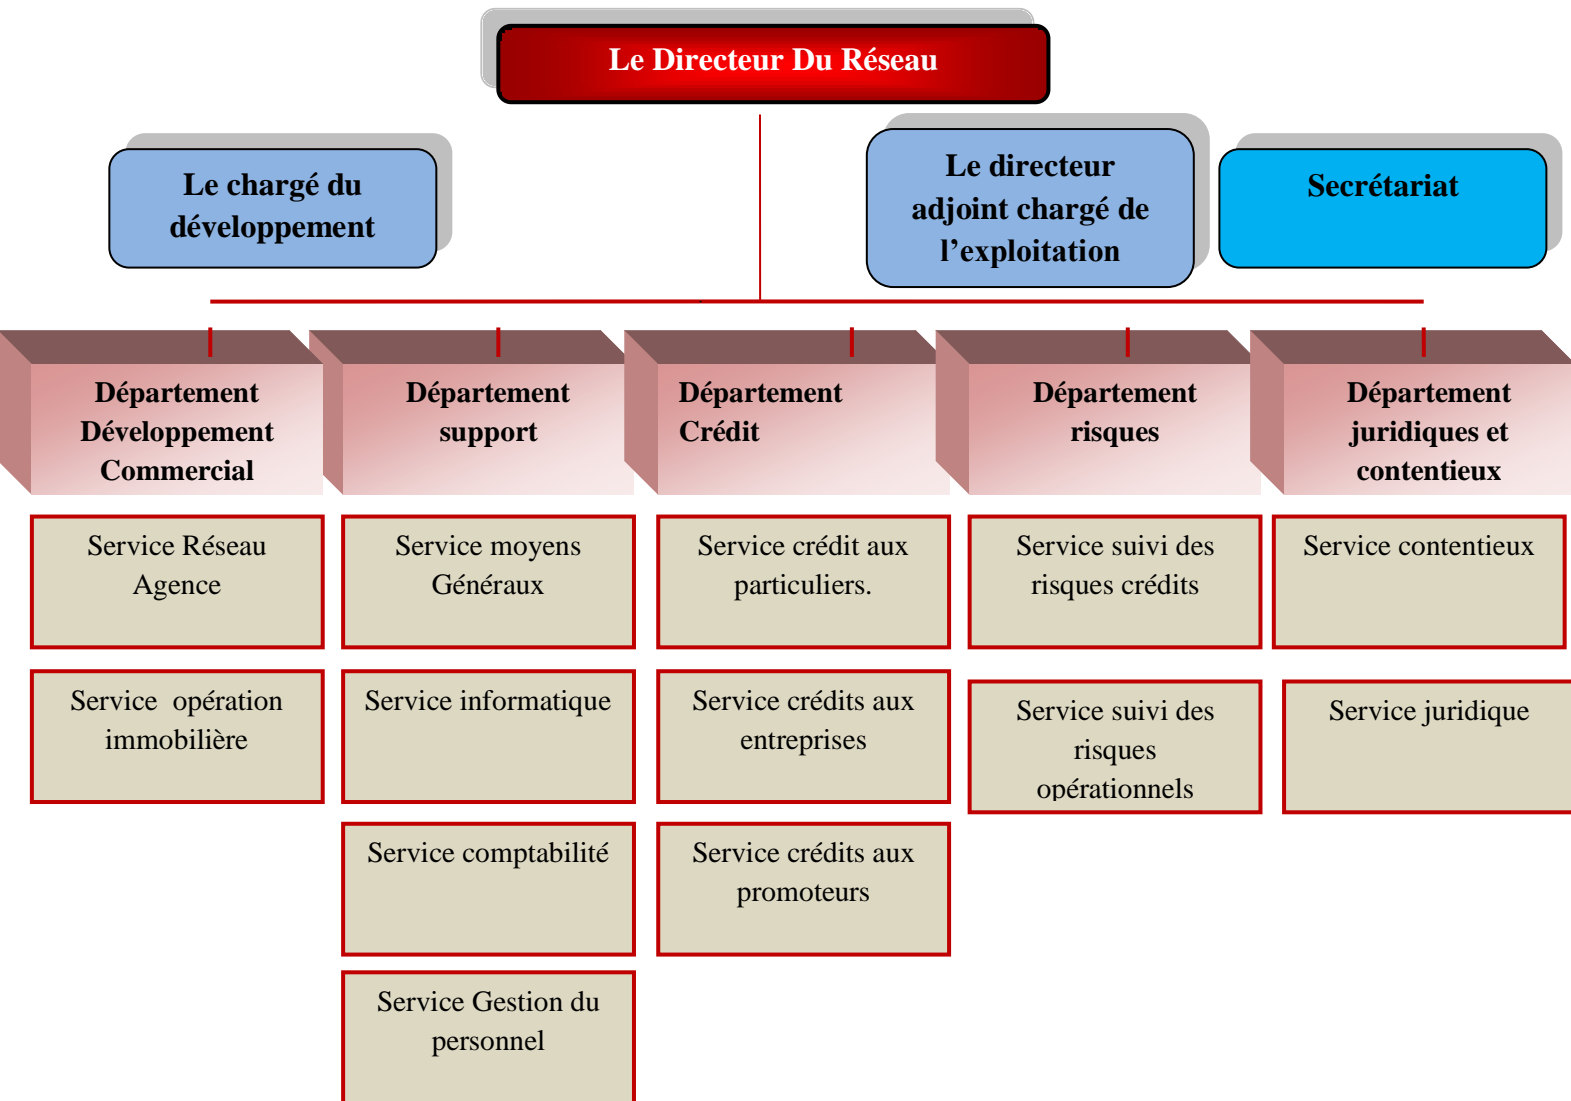 Le Directeur Du Réseau
Le chargé du
développement
Le directeur
adjoint chargé de
l’exploitation
Secrétariat
Département
Développement
Commercial
Département
support
Département
Crédit
Département
risques
Département
juridiques et
contentieux
Service Réseau
Agence
Service moyens
Généraux
Service crédit aux
particuliers.
Service suivi des
risques crédits
Service contentieux
Service opération
immobilière
Service informatique
Service crédits aux
entreprises
Service suivi des
risques
opérationnels
Service juridique
Service comptabilité
Service crédits aux
promoteurs
Service Gestion du
personnel